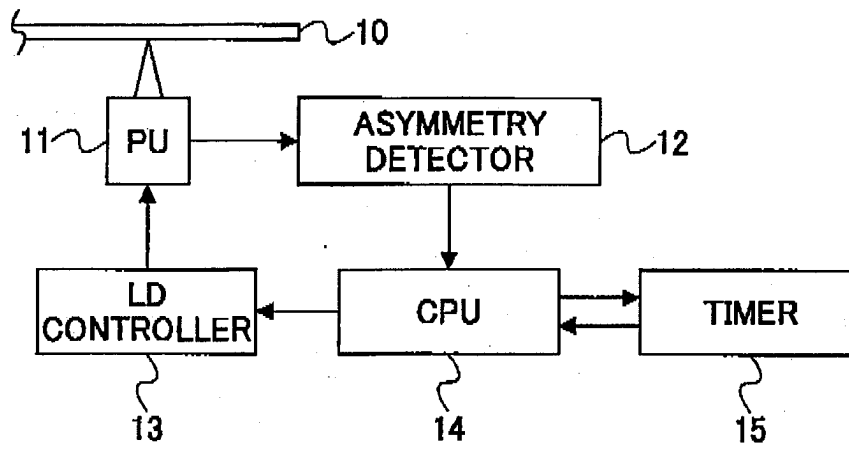 10
11
PU
ASYMMETRY
DETECTOR
12
LD
CONTROLLER
CPU
TIMER
13
14
15